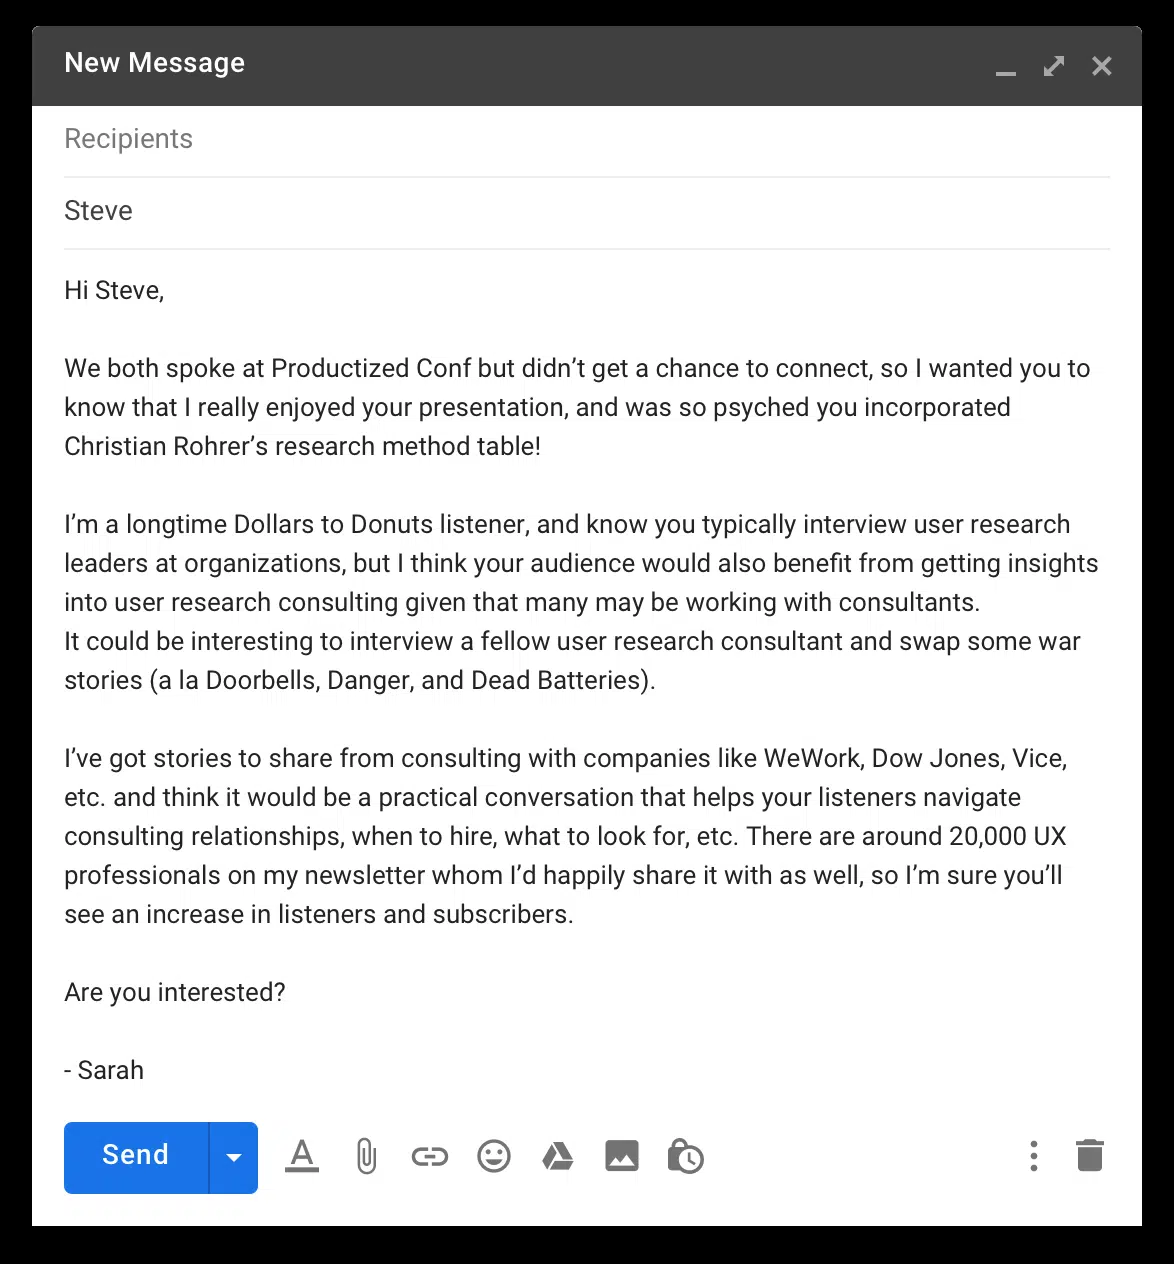 New Message
Recipients
Steve
Hi Steve,
We both spoke at Productized Conf but didn’t get a chance to connect, so I wanted you to
know that I really enjoyed your presentation, and was so psyched you incorporated
Christian Rohrer’s research method table!
I’m a longtime Dollars to Donuts listener, and know you typically interview user research
leaders at organizations, but I think your audience would also benefit from getting insights
into user research consulting given that many may be working with consultants.
It could be interesting to interview a fellow user research consultant and swap some war
stories (a la Doorbells, Danger, and Dead Batteries).
I’ve got stories to share from consulting with companies like WeWork, Dow Jones, Vice,
etc. and think it would be a practical conversation that helps your listeners navigate
consulting relationships, when to hire, what to look for, etc. There are around 20,000 UX
professionals on my newsletter whom I’d happily share it with as well, so I’m sure you’ll
see an increase in listeners and subscribers.
Are you interested?
- Sarah
Send